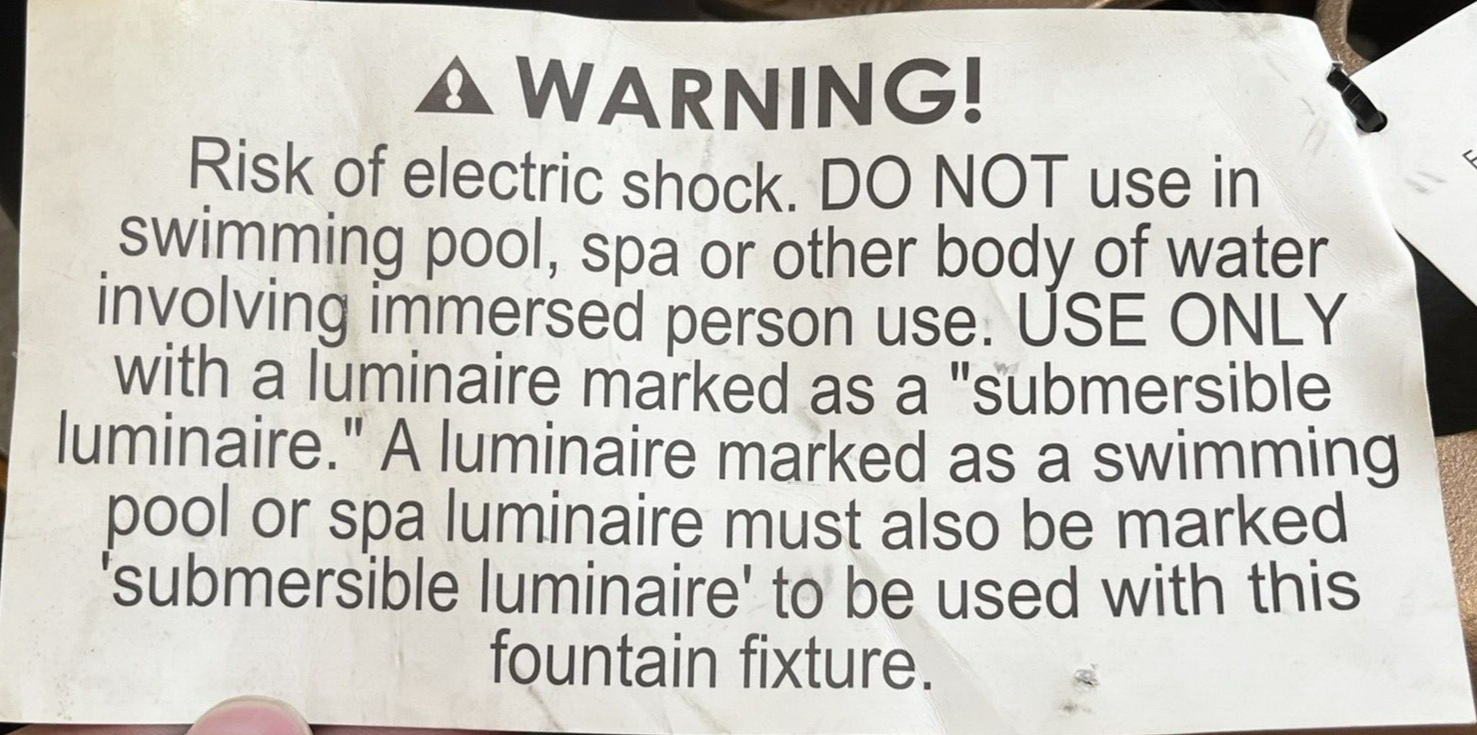 WARNING!
Risk of electric shock. DO NOT use in
swimming pool, spa or other body of water
involving immersed person use. USE ONLY
with a luminaire marked as a "submersible
luminaire." A luminaire marked as a swimming
pool or spa luminaire must also be marked
'submersible luminaire' to be used with this
fountain fixture.